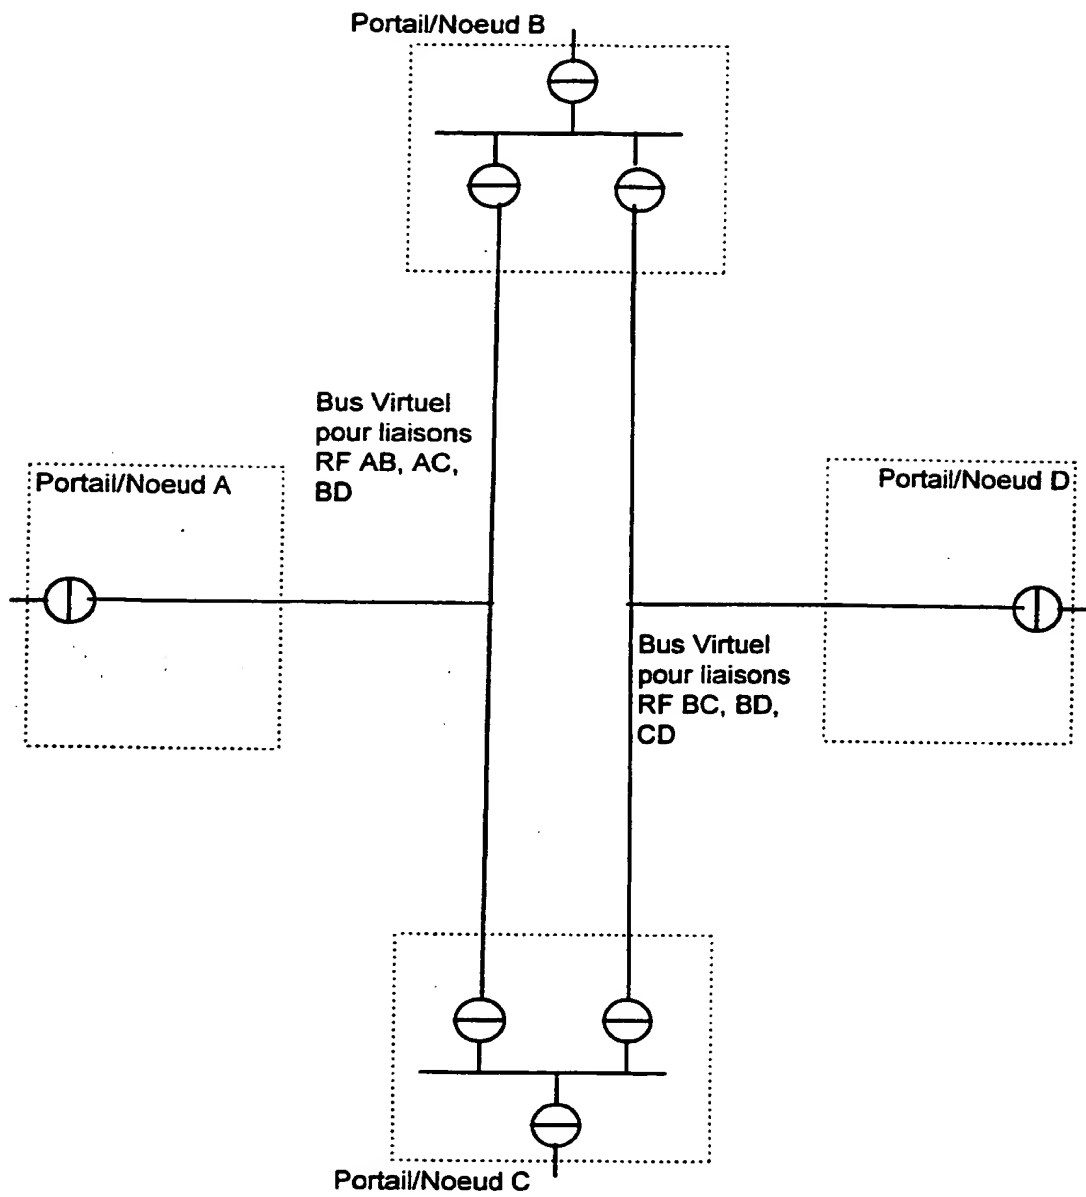 Portail/Noeud B
Bus Virtuel
pour liaisons
RF AB, AC,
BD
Portail/Noeud A
Portail/Noeud D
Bus Virtuel
pour liaisons
RF BC, BD,
CD
Portail/Noeud C